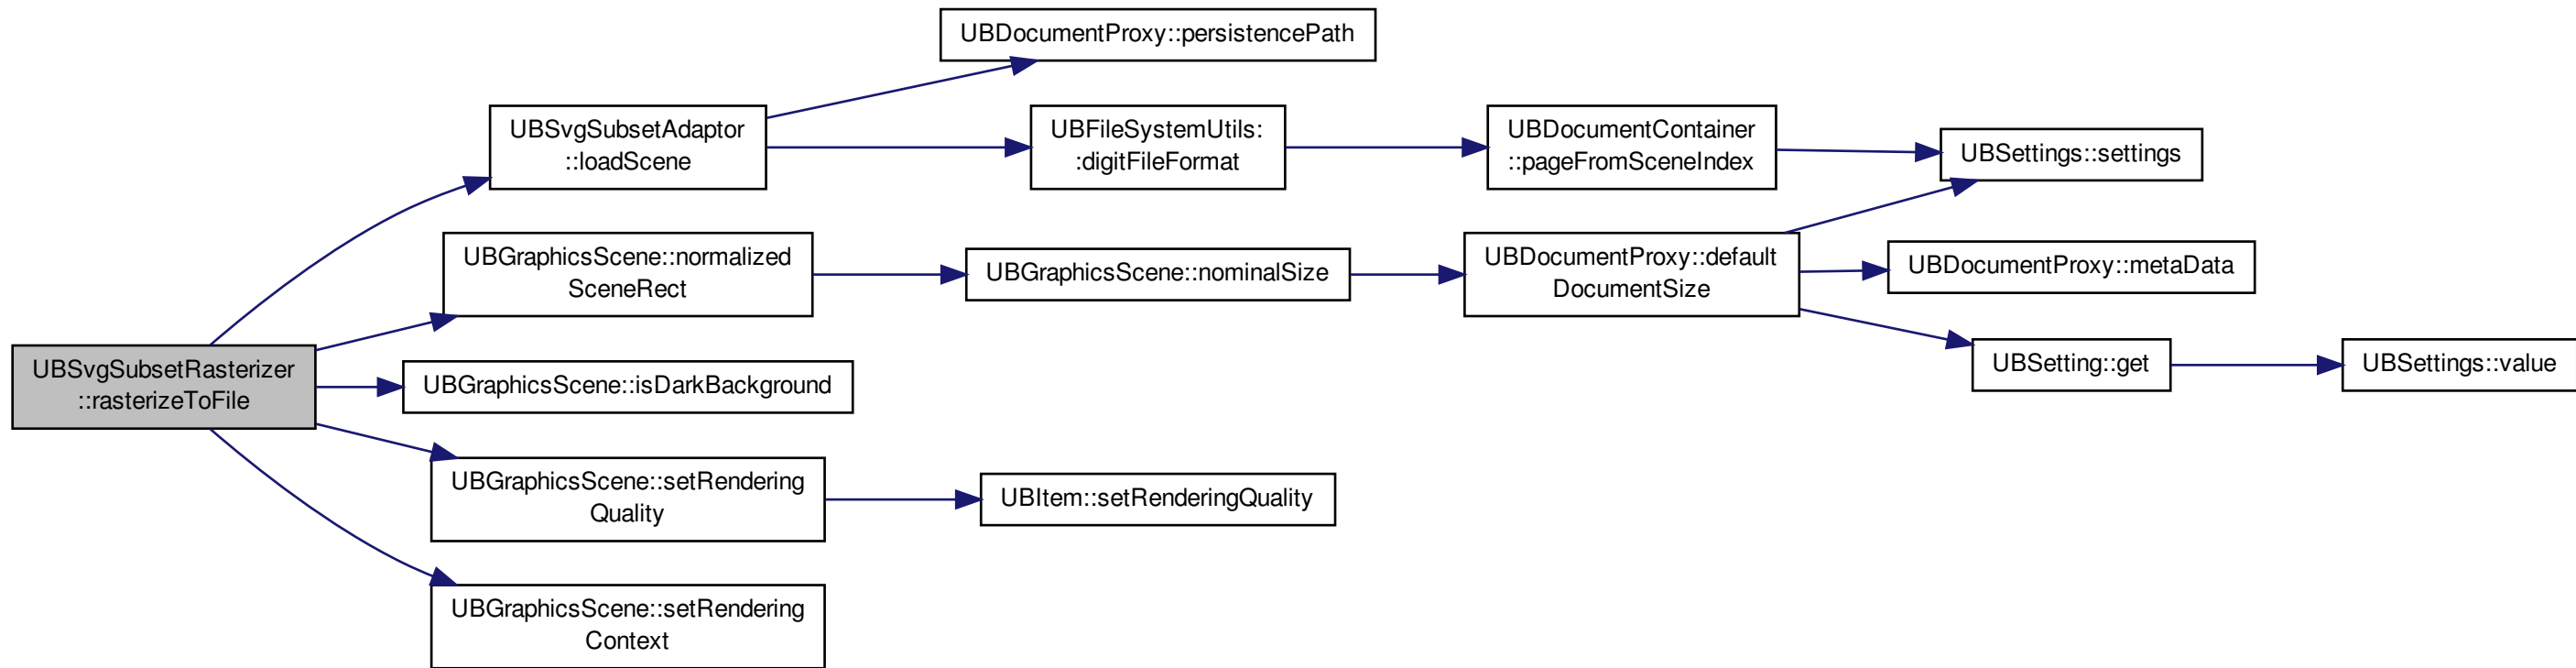 UBSvgSubsetRasterizer
::rasterizeToFile
UBSvgSubsetAdaptor
::loadScene
UBDocumentProxy::persistencePath
UBFileSystemUtils:
:digitFileFormat
UBDocumentContainer
::pageFromSceneIndex
UBSettings::settings
UBGraphicsScene::normalized
SceneRect
UBGraphicsScene::nominalSize
UBDocumentProxy::default
DocumentSize
UBDocumentProxy::metaData
UBSetting::get
UBSettings::value
UBGraphicsScene::isDarkBackground
UBGraphicsScene::setRendering
Quality
UBItem::setRenderingQuality
UBGraphicsScene::setRendering
Context